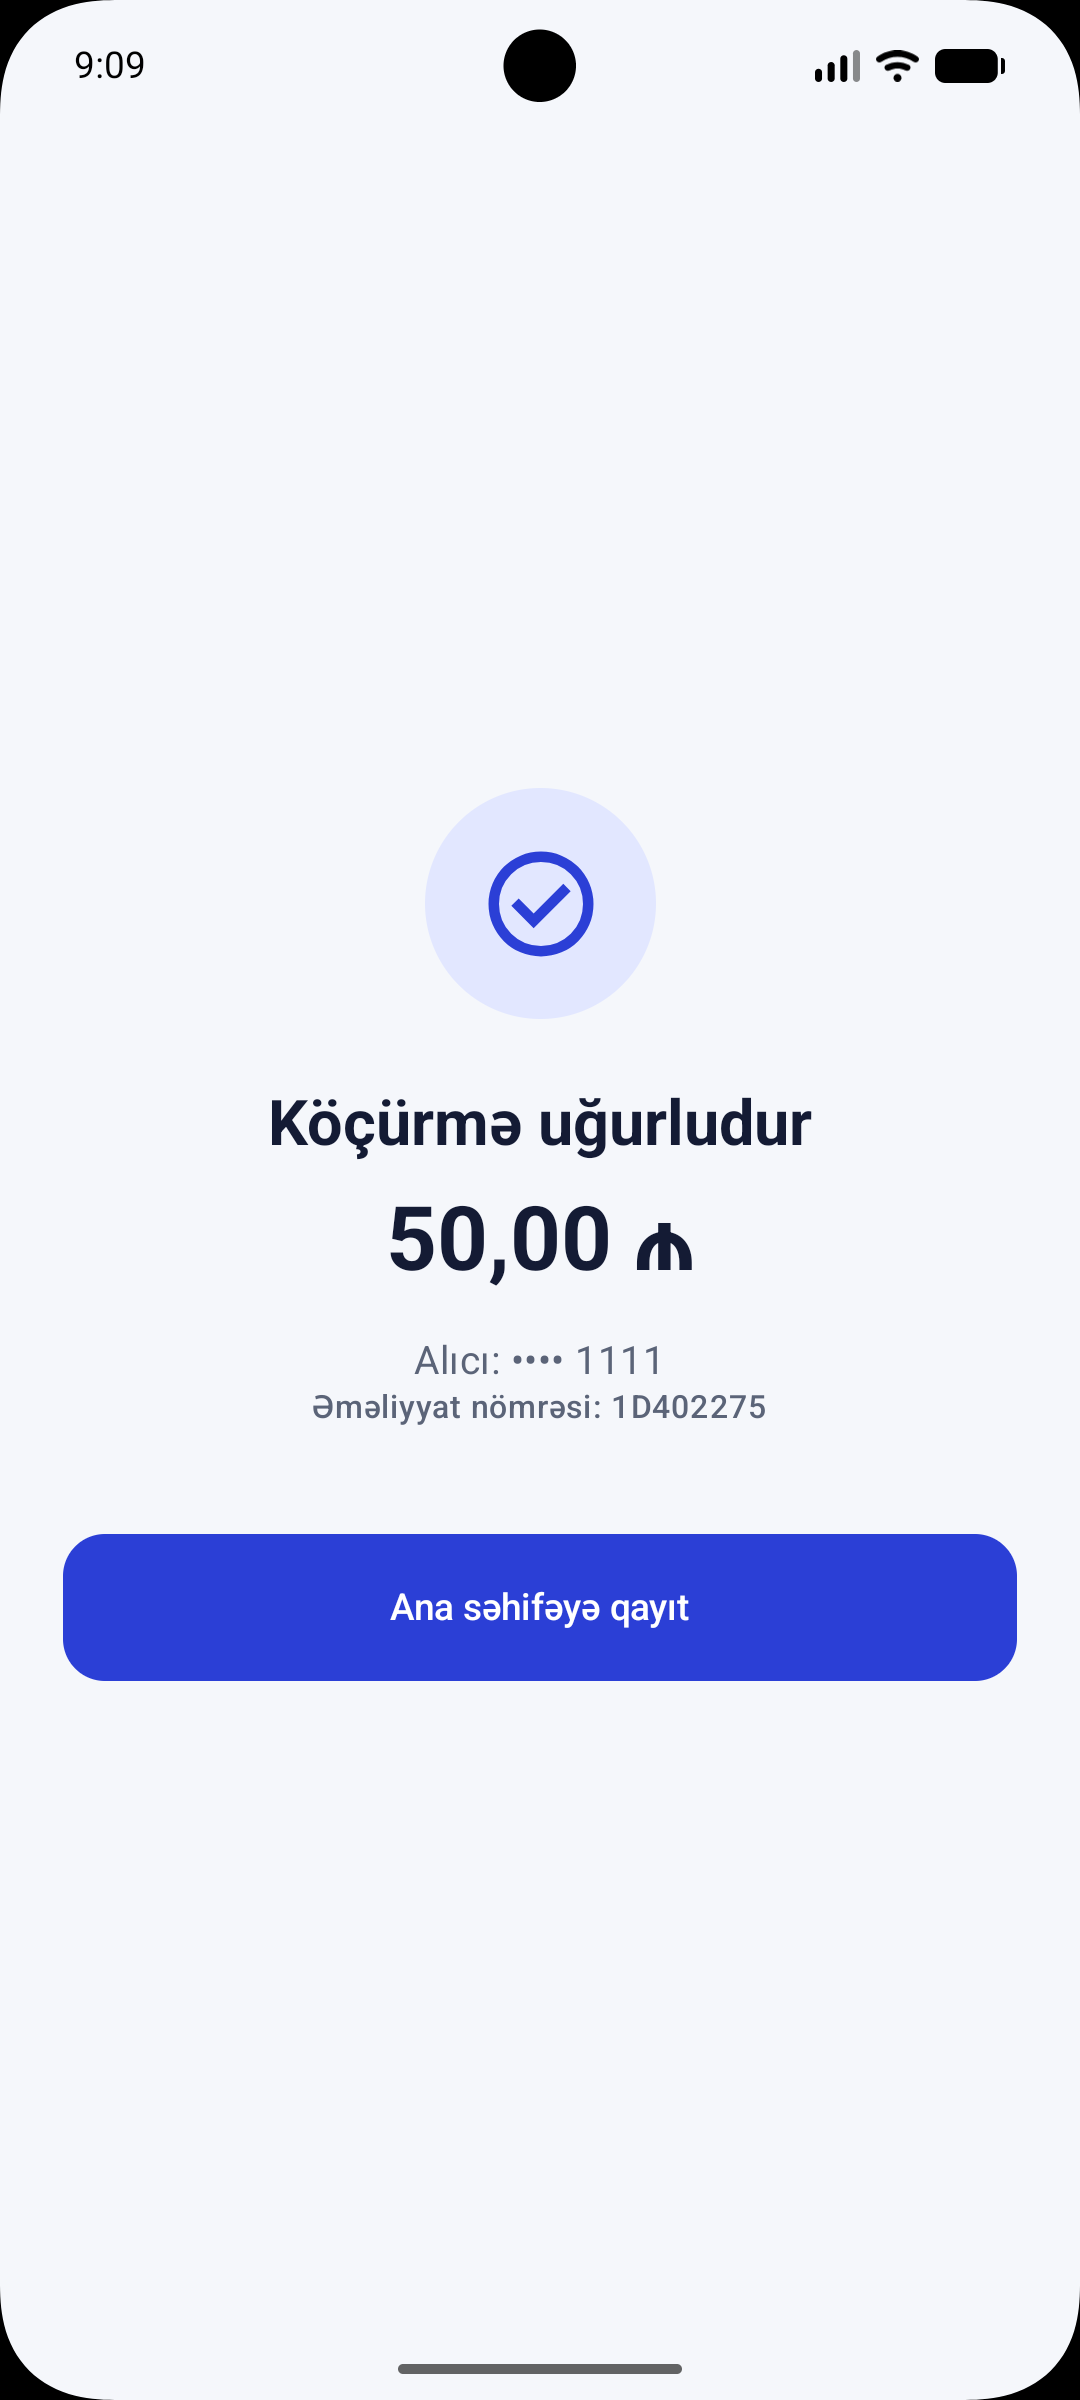 9:09
Köçürmə uğurludur
50,00 ₼
Alıcı: •••• 1111
Əməliyyat nömrəsi: 1D402275
Ana səhifəyə qayıt